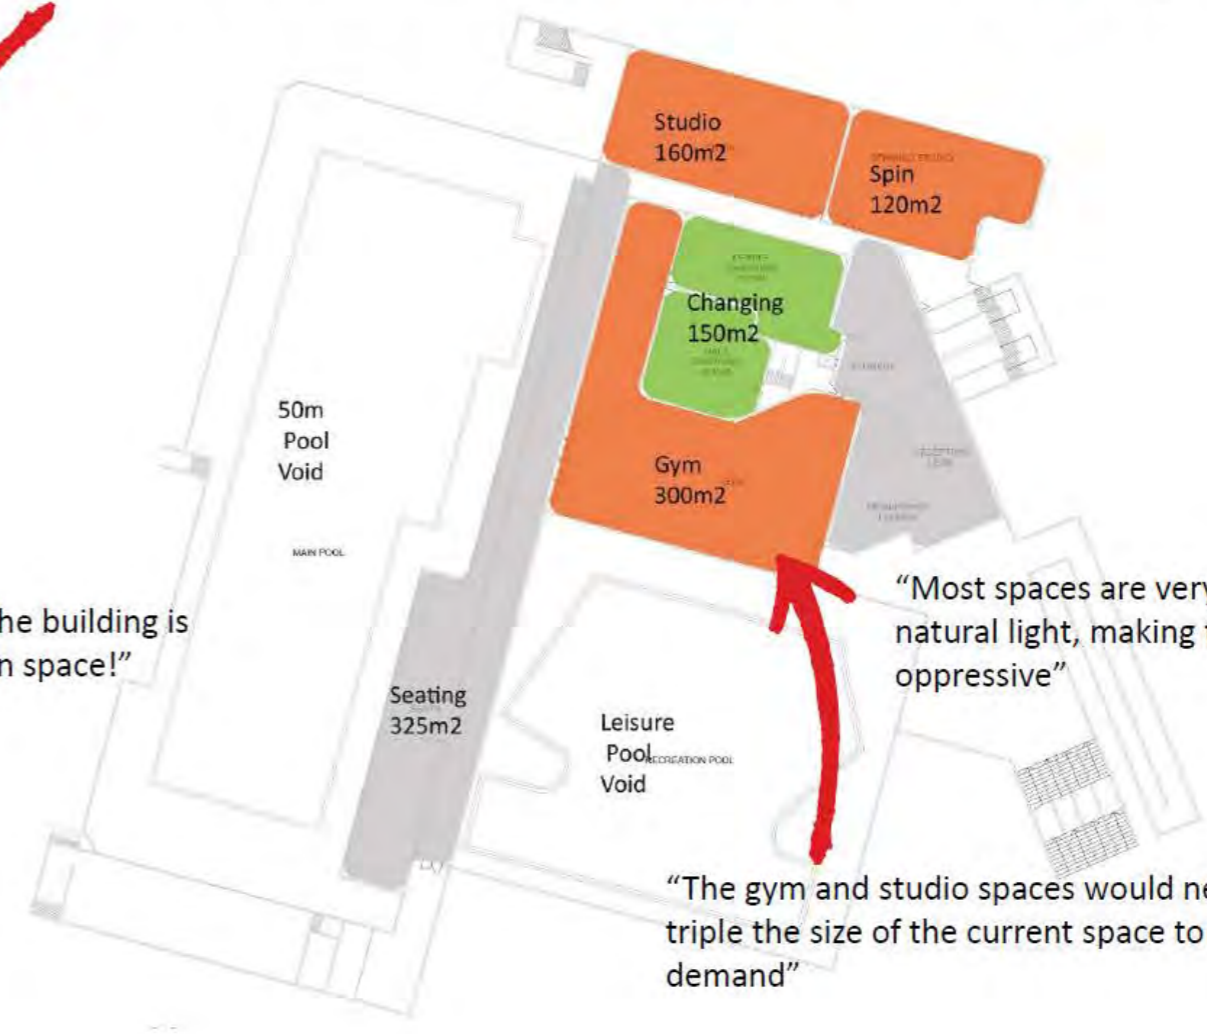 Studio
160m2
Spin
120m2
Changing
150m2
50m
Pool
Void
Gym
300m2
MAIN POOL
"Most spaces are very
natural light, making
oppressive"
he building is
n space!"
Seating
325m2
Leisure
Pool
RECREATION POOL
Void
"The gym and studio spaces would ne
triple the size of the current space to
demand"